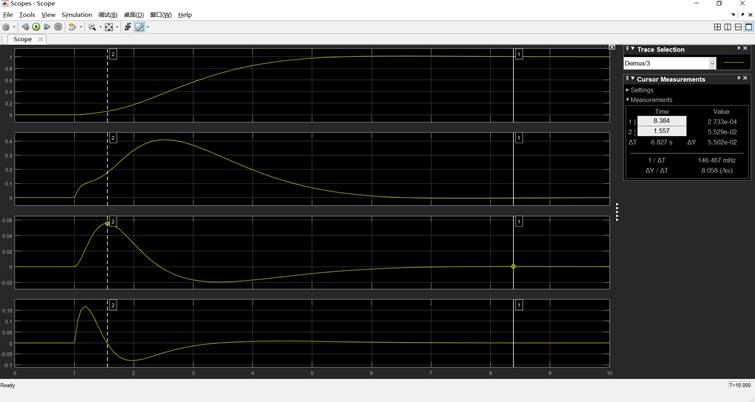 Scopes - Scope
File Tools View Simulation 调试(B) 桌面(D) 窗口(W) Help
Scope
1
0.8
0.6
0.4
0.2
0
2
1
0.4
0.3
0.2
0.1
0
2
1
0.06
0.04
0.02
0
-0.02
2
1
0.15
0.1
0.05
0
-0.05
-0.1
2
1
0 1 2 3 4 5 6 7 8 9 10
Trace Selection
Demux/3
Cursor Measurements
Settings
Measurements
Time Value
1 | 8.384 2.733e-04
2 ¦ 1.557 5.529e-02
ΔT 6.827 s ΔY 5.502e-02
1 / ΔT 146.467 mHz
ΔY / ΔT 8.058 (/ks)
Ready T=10.000